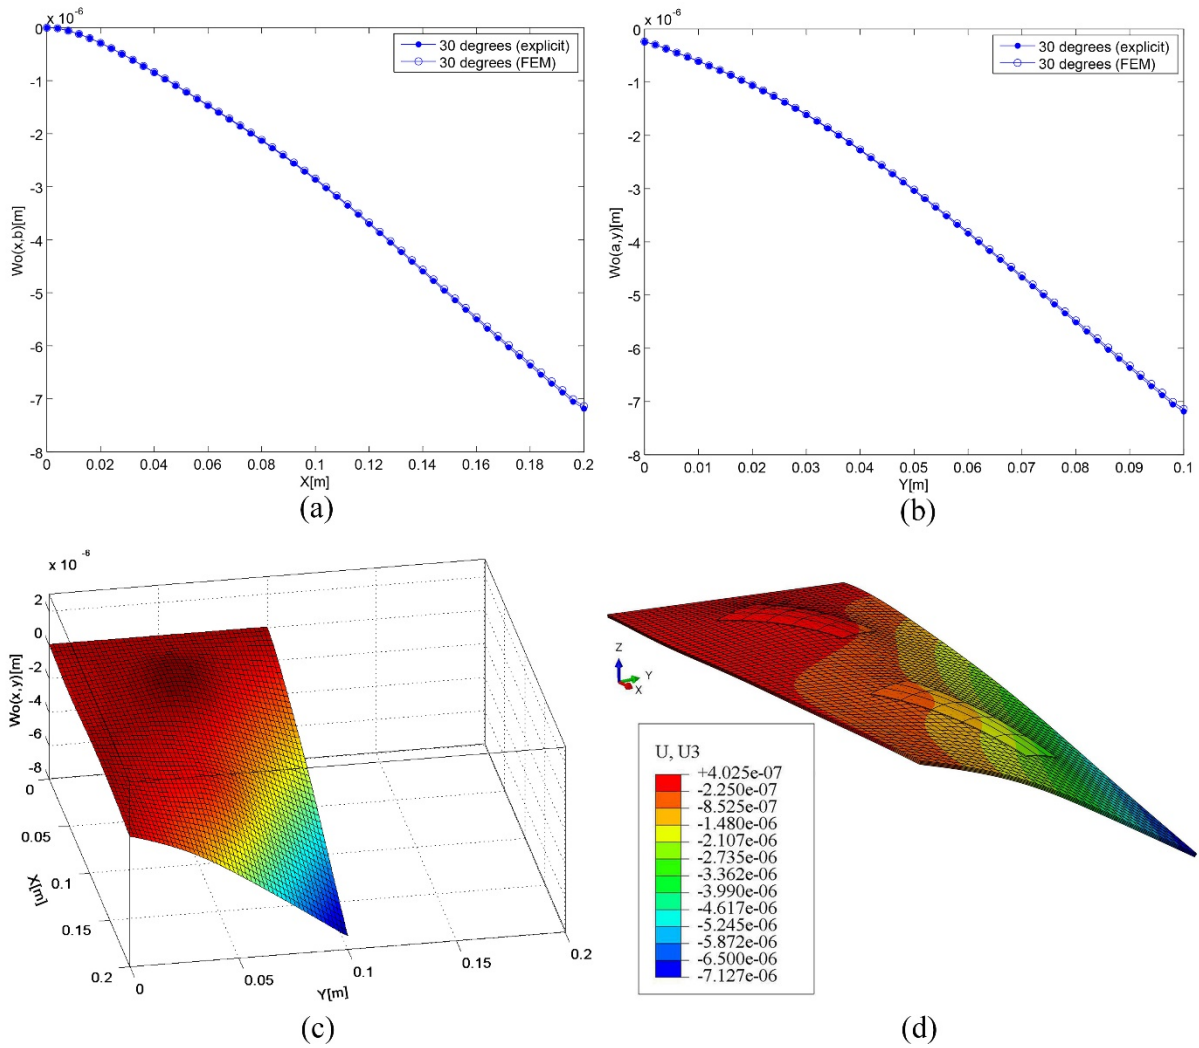 x 10 -6
0
-1
-2
-3
-4
-5
-6
-7
-8
Wo(x,b)[m]
30 degrees (explicit)
30 degrees (FEM)
0 0.02 0.04 0.06 0.08 0.1 0.12 0.14 0.16 0.18 0.2
X[m]
(a)
x 10 -6
0
-1
-2
-3
-4
-5
-6
-7
-8
Wo(a,y)[m]
30 degrees (explicit)
30 degrees (FEM)
0 0.01 0.02 0.03 0.04 0.05 0.06 0.07 0.08 0.09 0.1
Y[m]
(b)
x 10 -6
2
0
-2
-4
-6
-8
Wo(x,y)[m]
0
0.05
0.1
0.15
0.2
X[m]
0
0.05
0.1
0.15
0.2
Y[m]
(c)
Z
Y
X
U, U3
+4.025e-07
-2.250e-07
-8.525e-07
-1.480e-06
-2.107e-06
-2.735e-06
-3.362e-06
-3.990e-06
-4.617e-06
-5.245e-06
-5.872e-06
-6.500e-06
-7.127e-06
(d)